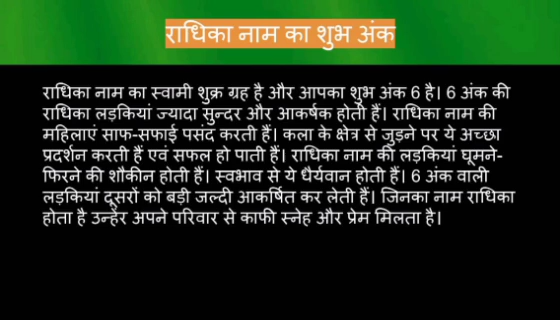 राधिका नाम का शुभ अंक
राधिका नाम का स्वामी शुक्र ग्रह है और आपका शुभ अंक 6 है। 6 अंक की
राधिका लड़कियां ज्यादा सुन्दर और आकर्षक होती हैं। राधिका नाम की
महिलाएं साफ-सफाई पसंद करती हैं। कला के क्षेत्र से जुड़ने पर ये अच्छा
प्रदर्शन करती हैं एवं सफल हो पाती हैं। राधिका नाम की लड़कियां घूमने-
फिरने की शौकीन होती हैं। स्वभाव से ये धैर्यवान होती हैं। 6 अंक वाली
लड़कियां दूसरों को बड़ी जल्दी आकर्षित कर लेती हैं। जिनका नाम राधिका
होता है उन्हें अपने परिवार से काफी स्नेह और प्रेम मिलता है।